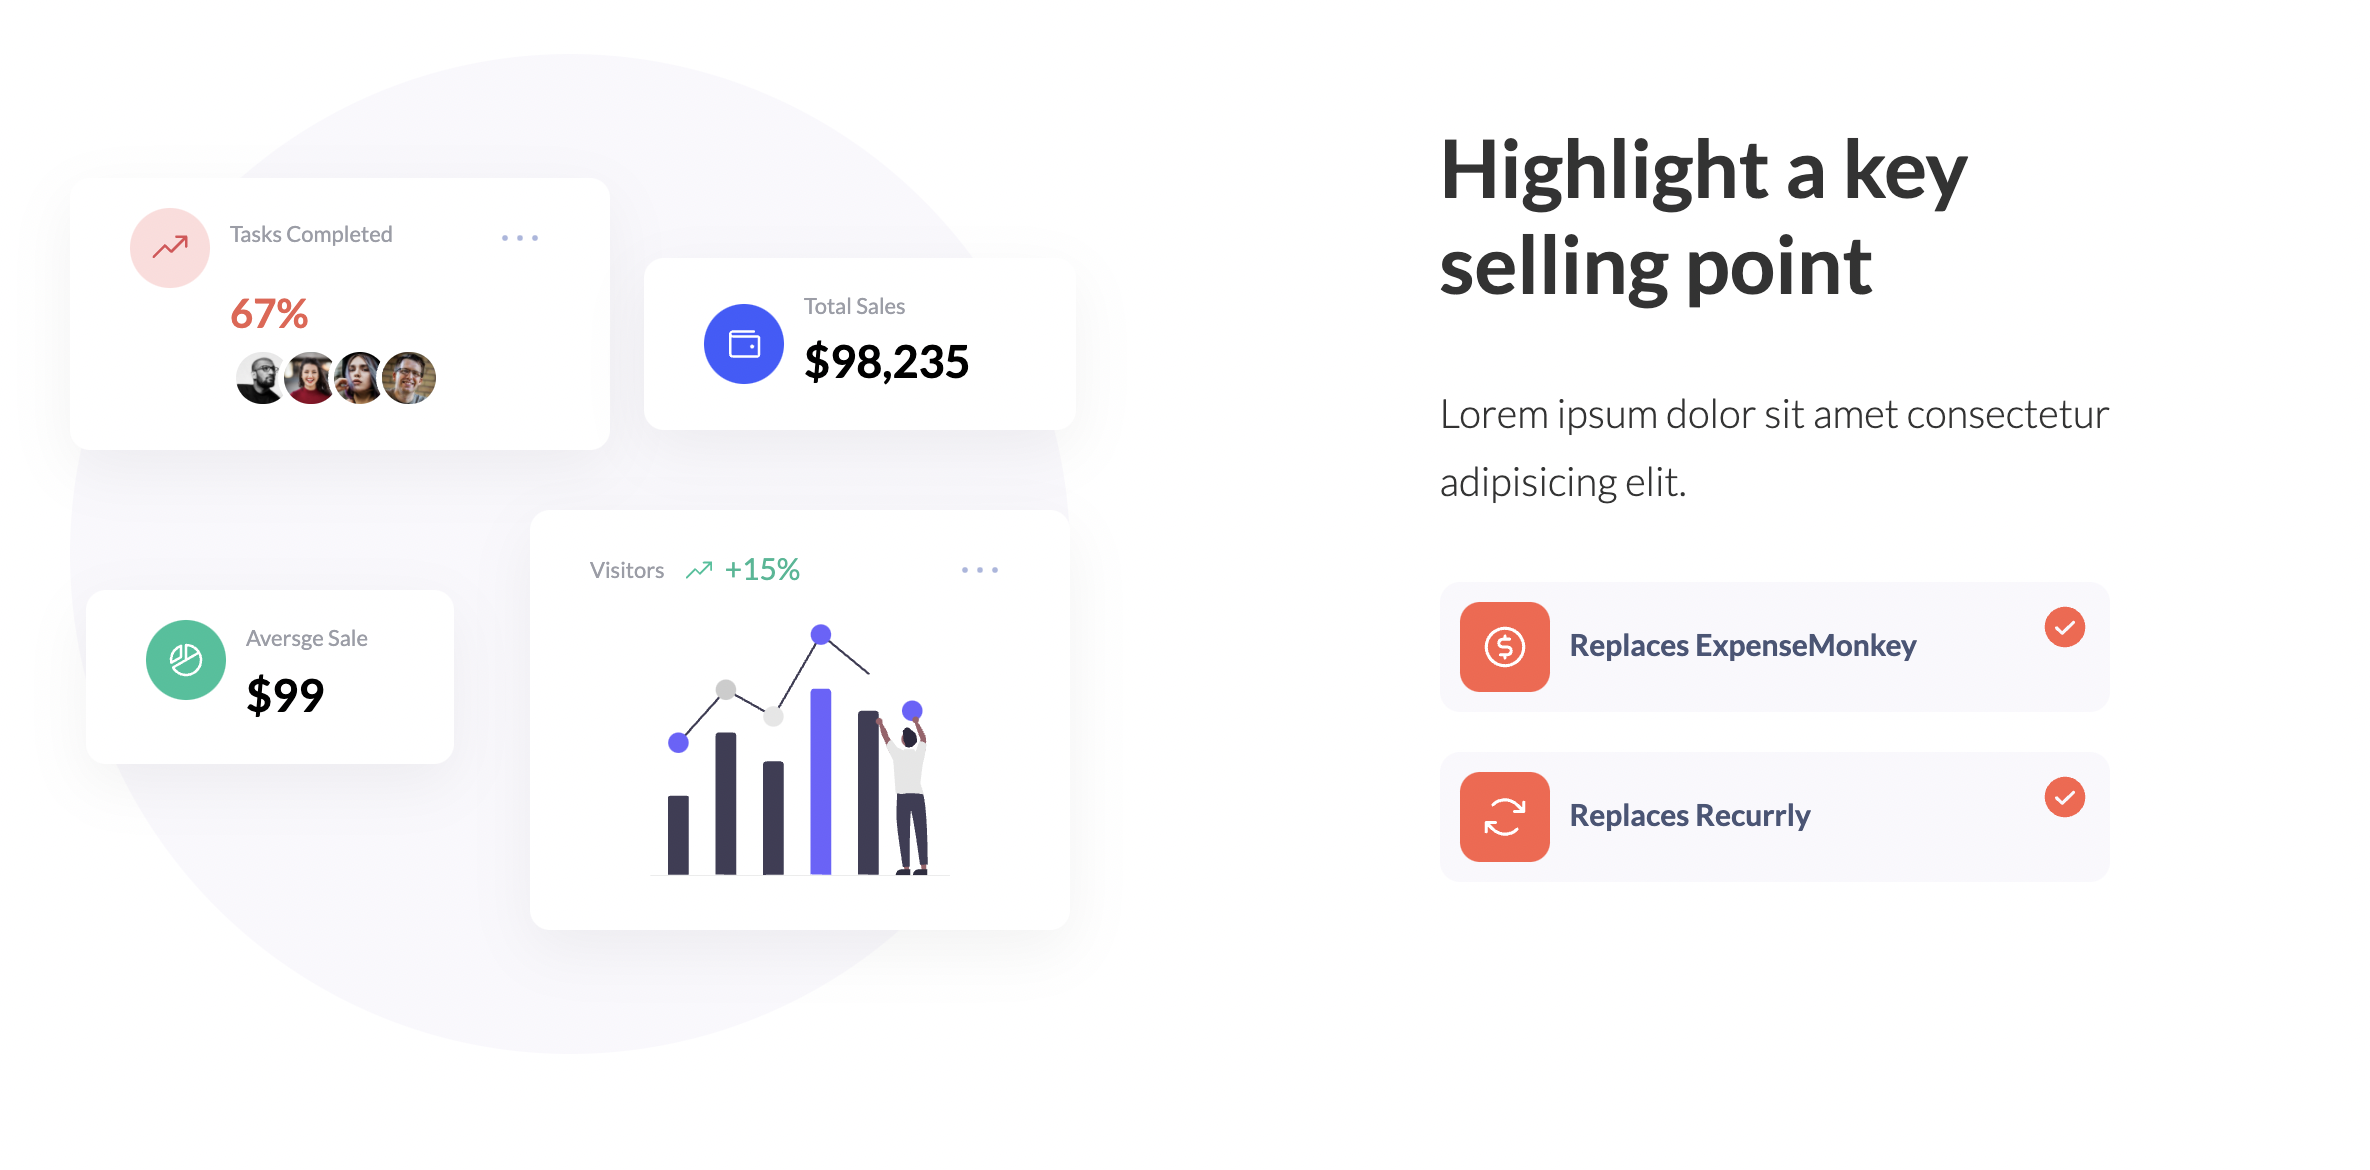 Tasks Completed
67%
Total Sales
$98,235
Aversge Sale
$99
Visitors +15%
Highlight a key
selling point
Lorem ipsum dolor sit amet consectetur
adipisicing elit.
Replaces ExpenseMonkey
Replaces Recurrly